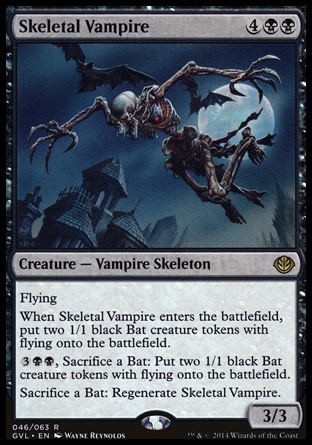 Skeletal Vampire 4
Creature — Vampire Skeleton
Flying
When Skeletal Vampire enters the battlefield,
put two 1/1 black Bat creature tokens with
flying onto the battlefield.
3, Sacrifice a Bat: Put two 1/1 black Bat
creature tokens with flying onto the battlefield.
Sacrifice a Bat: Regenerate Skeletal Vampire.
3/3
046/063 R
GVL • EN Wayne Reynolds ™ & © 2014 Wizards of the Coast